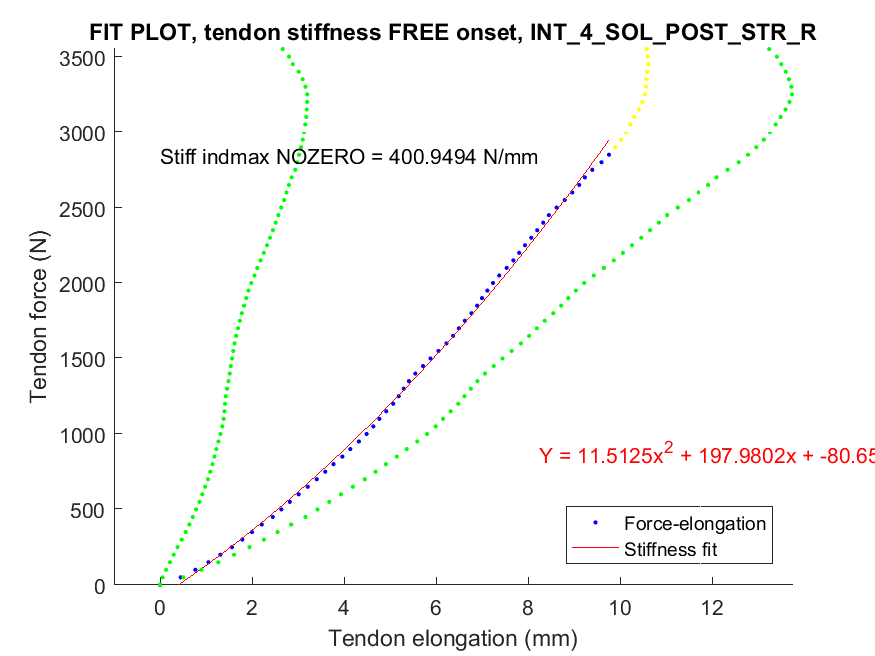 FIT PLOT, tendon stiffness FREE onset, INT_4_SOL_POST_STR_R
3500
3000
Stiff indmax NOZERO = 400.9494 N/mm
2500
2000
1500
1000
500
0
Tendon force (N)
Y = 11.5125x² + 197.9802x + -80.65
Force-elongation
Stiffness fit
0 2 4 6 8 10 12
Tendon elongation (mm)